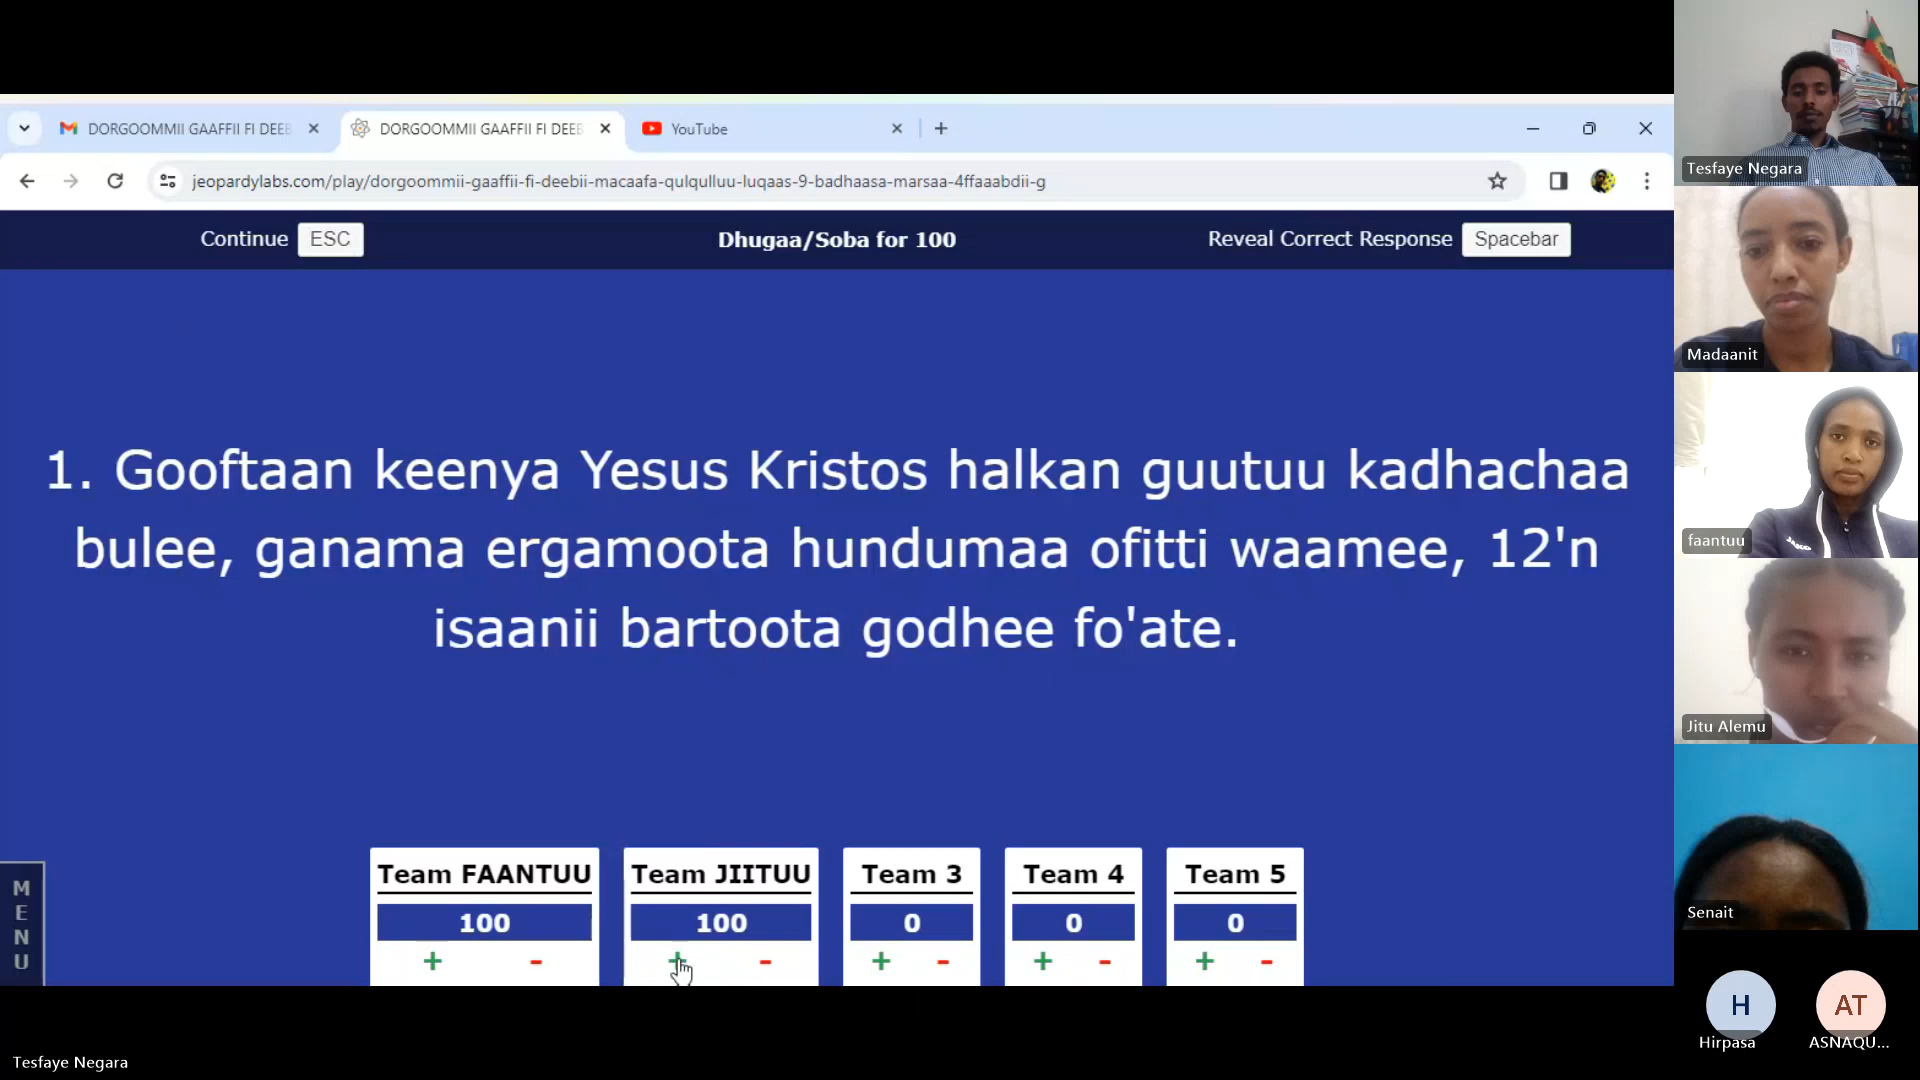 DORGOOMMII GAAFFII FI DEEB
DORGOOMMII GAAFFII FI DEEB
YouTube
jeopardylabs.com/play/dorgoommii-gaaffii-fi-deebii-macaafa-qulqulluu-luqaas-9-badhaasa-marsaa-4ffaaabdii-g
Continue ESC
Dhugaa/Soba for 100
Reveal Correct Response Spacebar
1. Gooftaan keenya Yesus Kristos halkan guutuu kadhachaa
bulee, ganama ergamoota hundumaa ofitti waamee, 12'n
isaanii bartoota godhee fo'ate.
MENU
Team FAANTUU
100
+ -
Team JIITUU
100
+ -
Team 3
0
+ -
Team 4
0
+ -
Team 5
0
+ -
Tesfaye Negara
Madaanit
faantuu
JAKO
Jitu Alemu
Senait
H
Hirpasa
AT
ASNAQU...
Tesfaye Negara